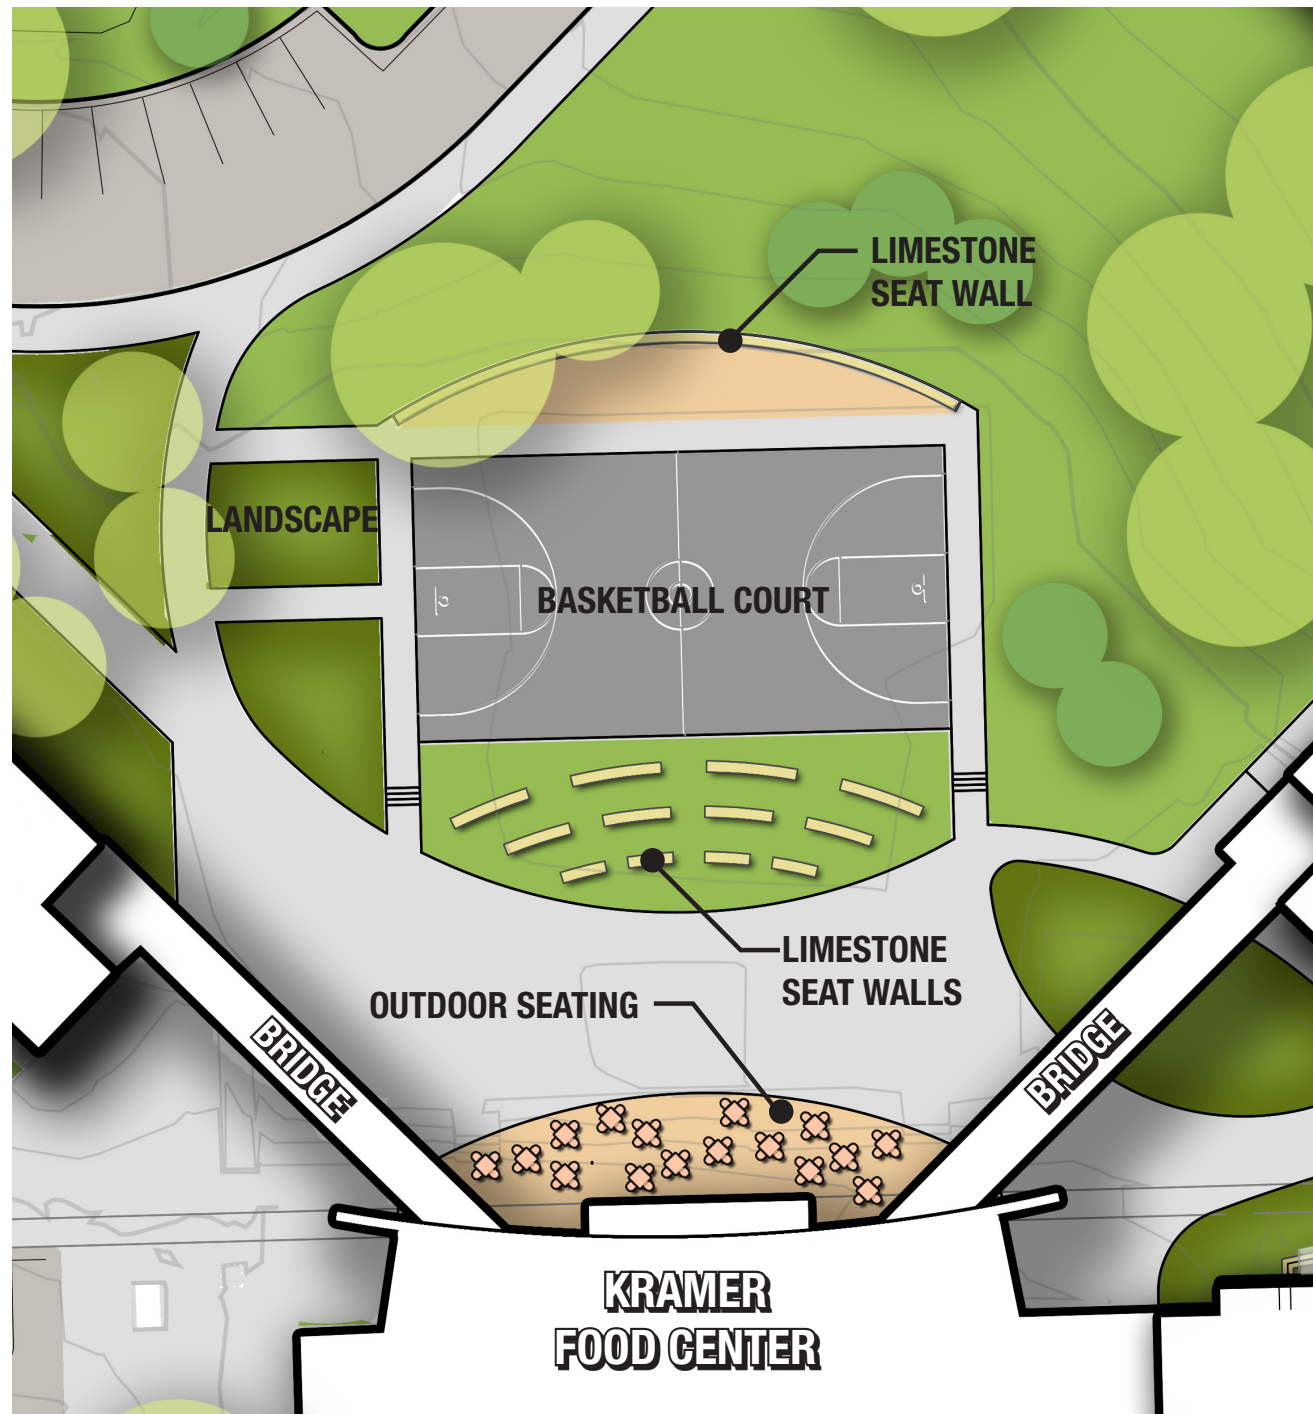 LIMESTONE
SEAT WALL
LANDSCAPE
BASKETBALL COURT
LIMESTONE
SEAT WALLS
OUTDOOR SEATING
BRIDGE
BRIDGE
KRAMER
FOOD CENTER